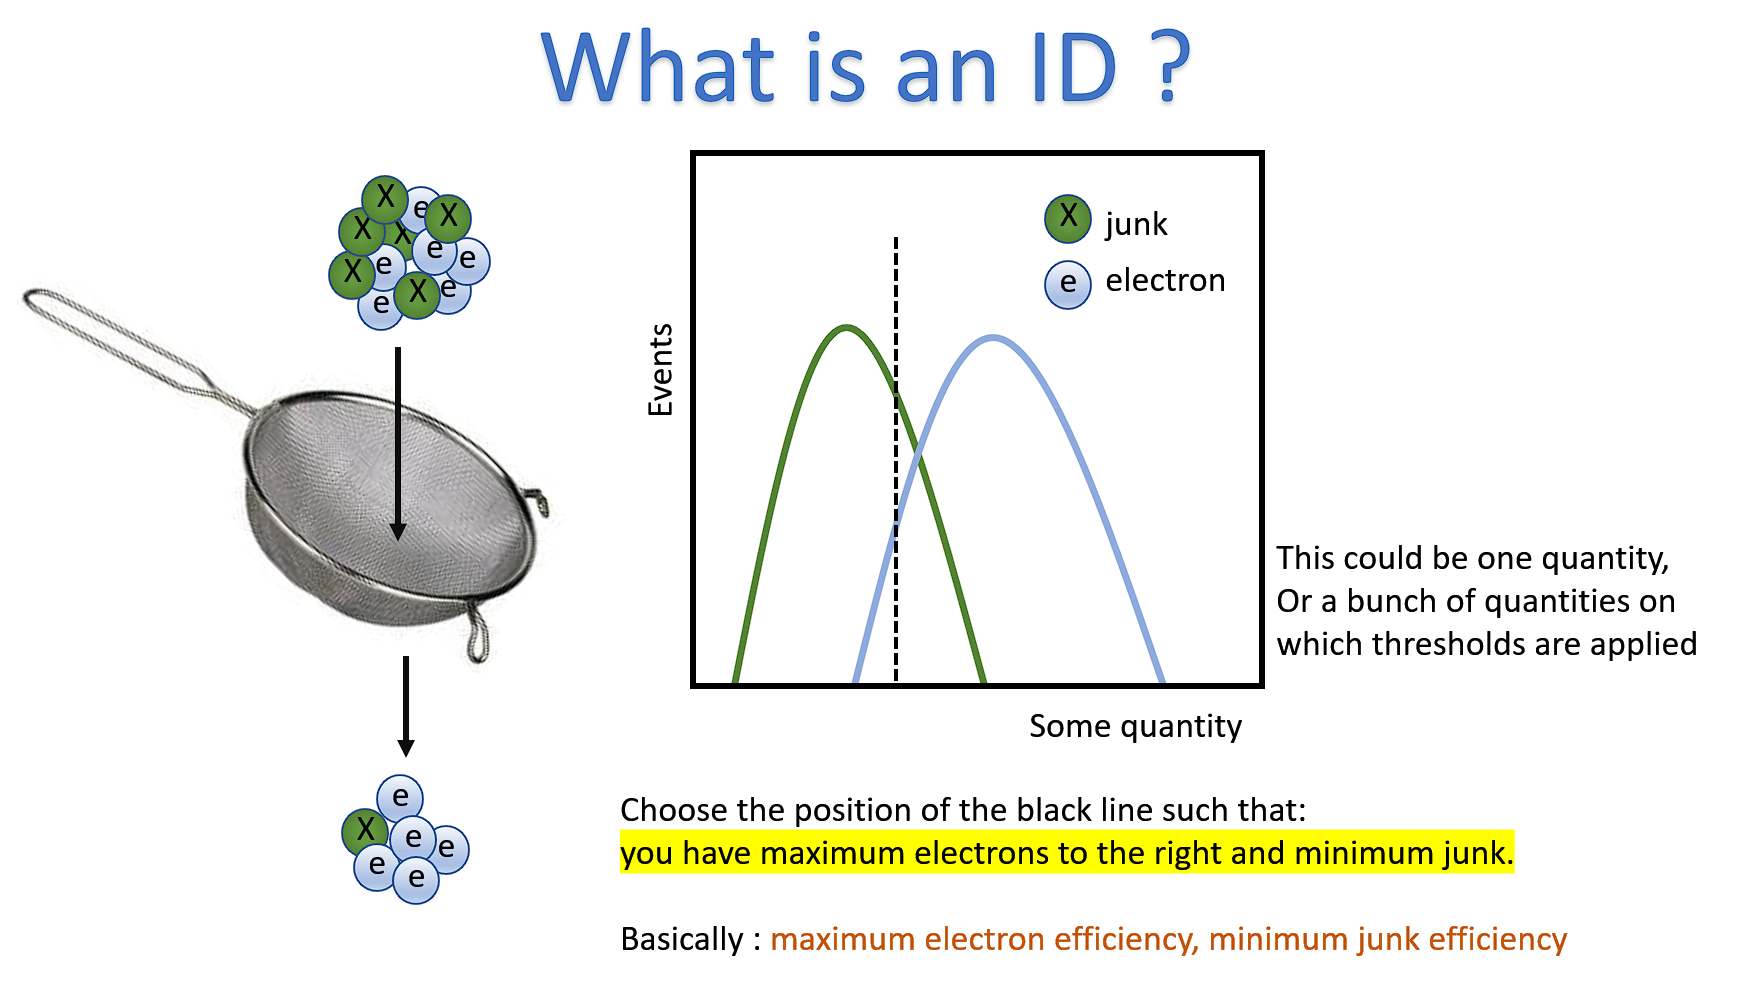 What is an ID ?
X
e
X
X
X
e
e
X
e
X
e
e
X junk
e electron
Events
This could be one quantity,
Or a bunch of quantities on
which thresholds are applied
Some quantity
e
X
e
e
e
e
Choose the position of the black line such that:
you have maximum electrons to the right and minimum junk.
Basically : maximum electron efficiency, minimum junk efficiency